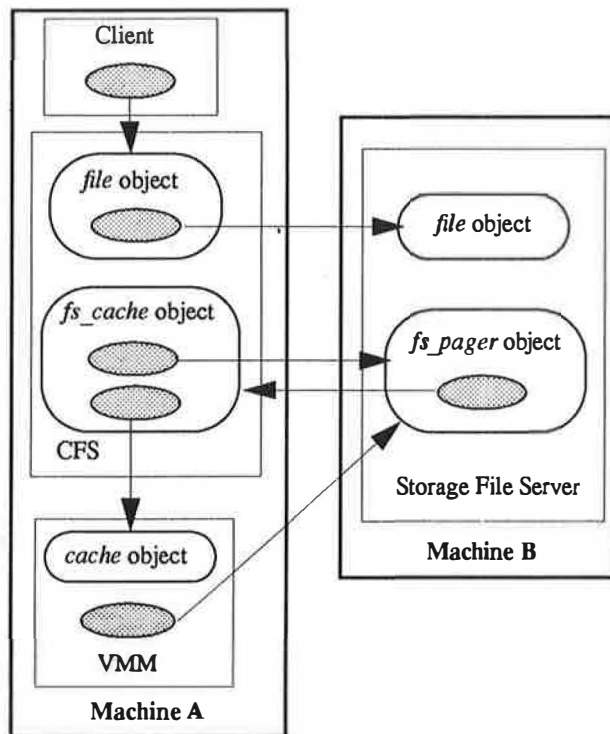 Client
file object
fs_cache object
CFS
cache object
VMM
Machine A
file object
fs_pager object
Storage File Server
Machine B